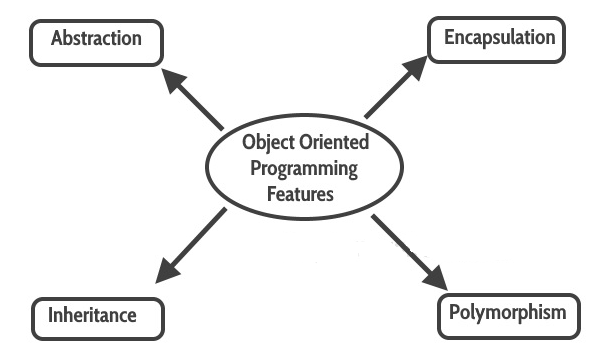 Abstraction
Encapsulation
Object Oriented
Programming
Features
Inheritance
Polymorphism